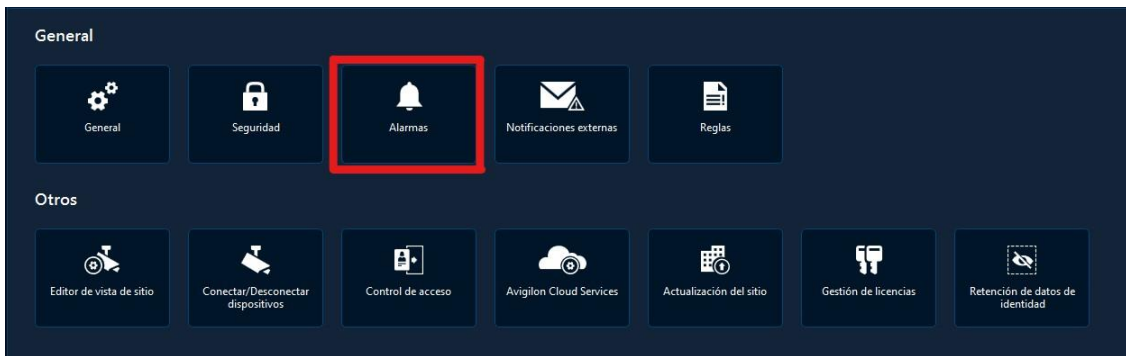 General
General
Seguridad
Alarmas
Notificaciones externas
Reglas
Otros
Editor de vista de sitio
Conectar/Desconectar
dispositivos
Control de acceso
Avigilon Cloud Services
Actualización del sitio
Gestión de licencias
Retención de datos de
identidad